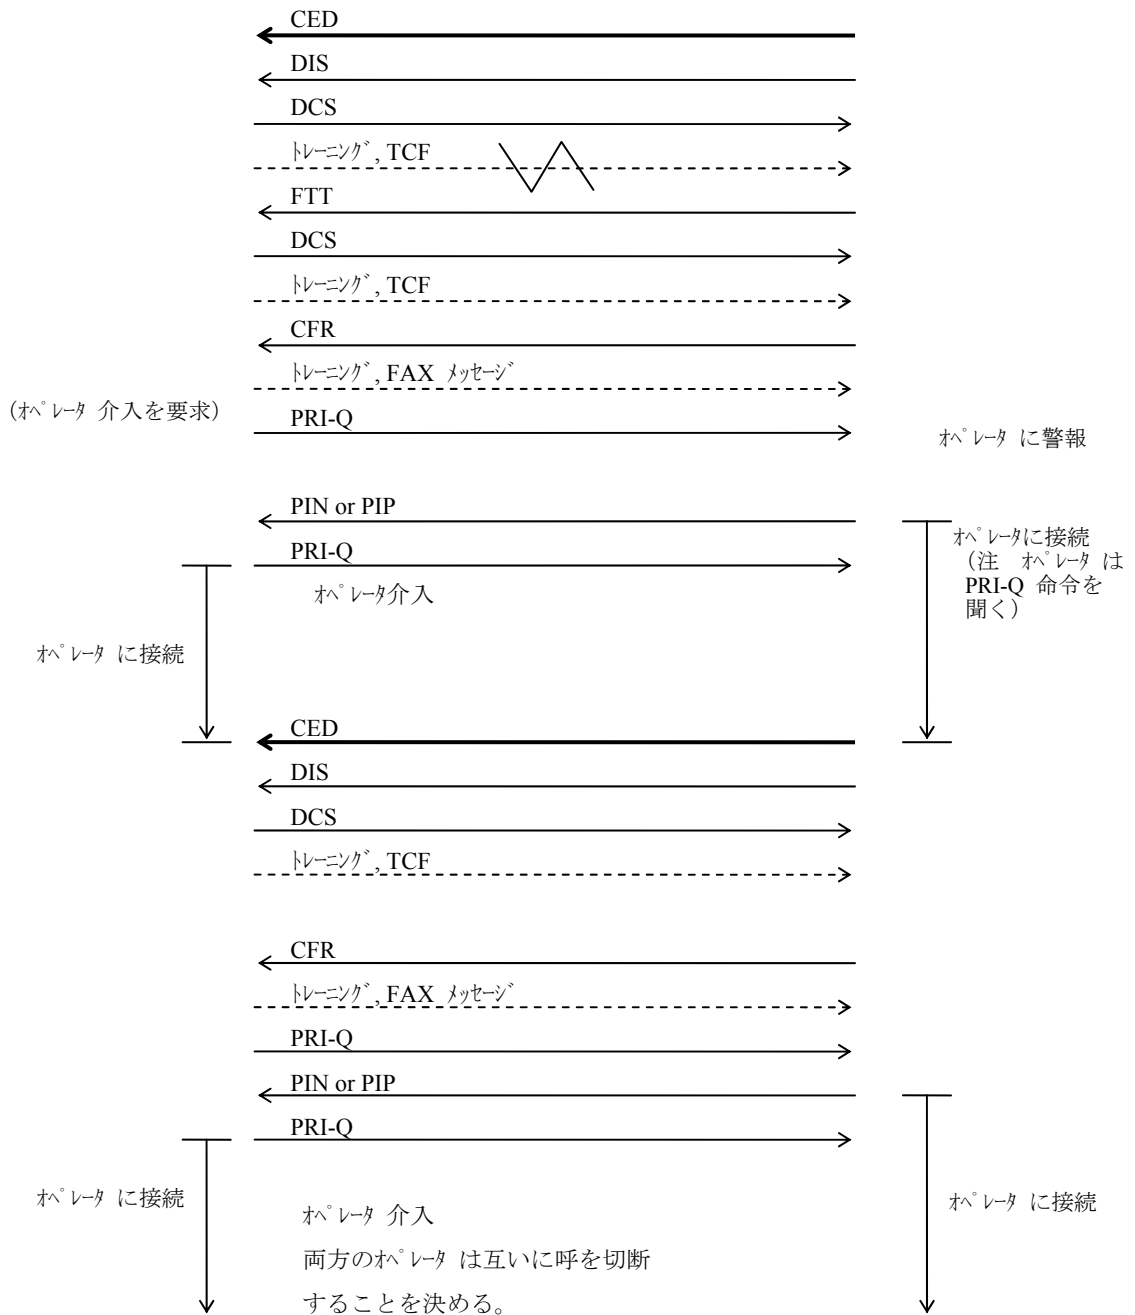 CED
DIS
DCS
ﾄﾚｰﾆﾝｸﾞ, TCF
FTT
DCS
ﾄﾚｰﾆﾝｸﾞ, TCF
CFR
ﾄﾚｰﾆﾝｸﾞ, FAX ﾒｯｾｰｼﾞ
(ｵﾍﾟﾚｰﾀ 介入を要求)
PRI-Q
ｵﾍﾟﾚｰﾀ に警報
PIN or PIP
ｵﾍﾟﾚｰﾀに接続
(注 ｵﾍﾟﾚｰﾀ は
PRI-Q 命令を
聞く)
PRI-Q
ｵﾍﾟﾚｰﾀ介入
ｵﾍﾟﾚｰﾀ に接続
CED
DIS
DCS
ﾄﾚｰﾆﾝｸﾞ, TCF
CFR
ﾄﾚｰﾆﾝｸﾞ, FAX ﾒｯｾｰｼﾞ
PRI-Q
PIN or PIP
PRI-Q
ｵﾍﾟﾚｰﾀ に接続
ｵﾍﾟﾚｰﾀ に接続
ｵﾍﾟﾚｰﾀ 介入
両方のｵﾍﾟﾚｰﾀ は互いに呼を切断
することを決める。